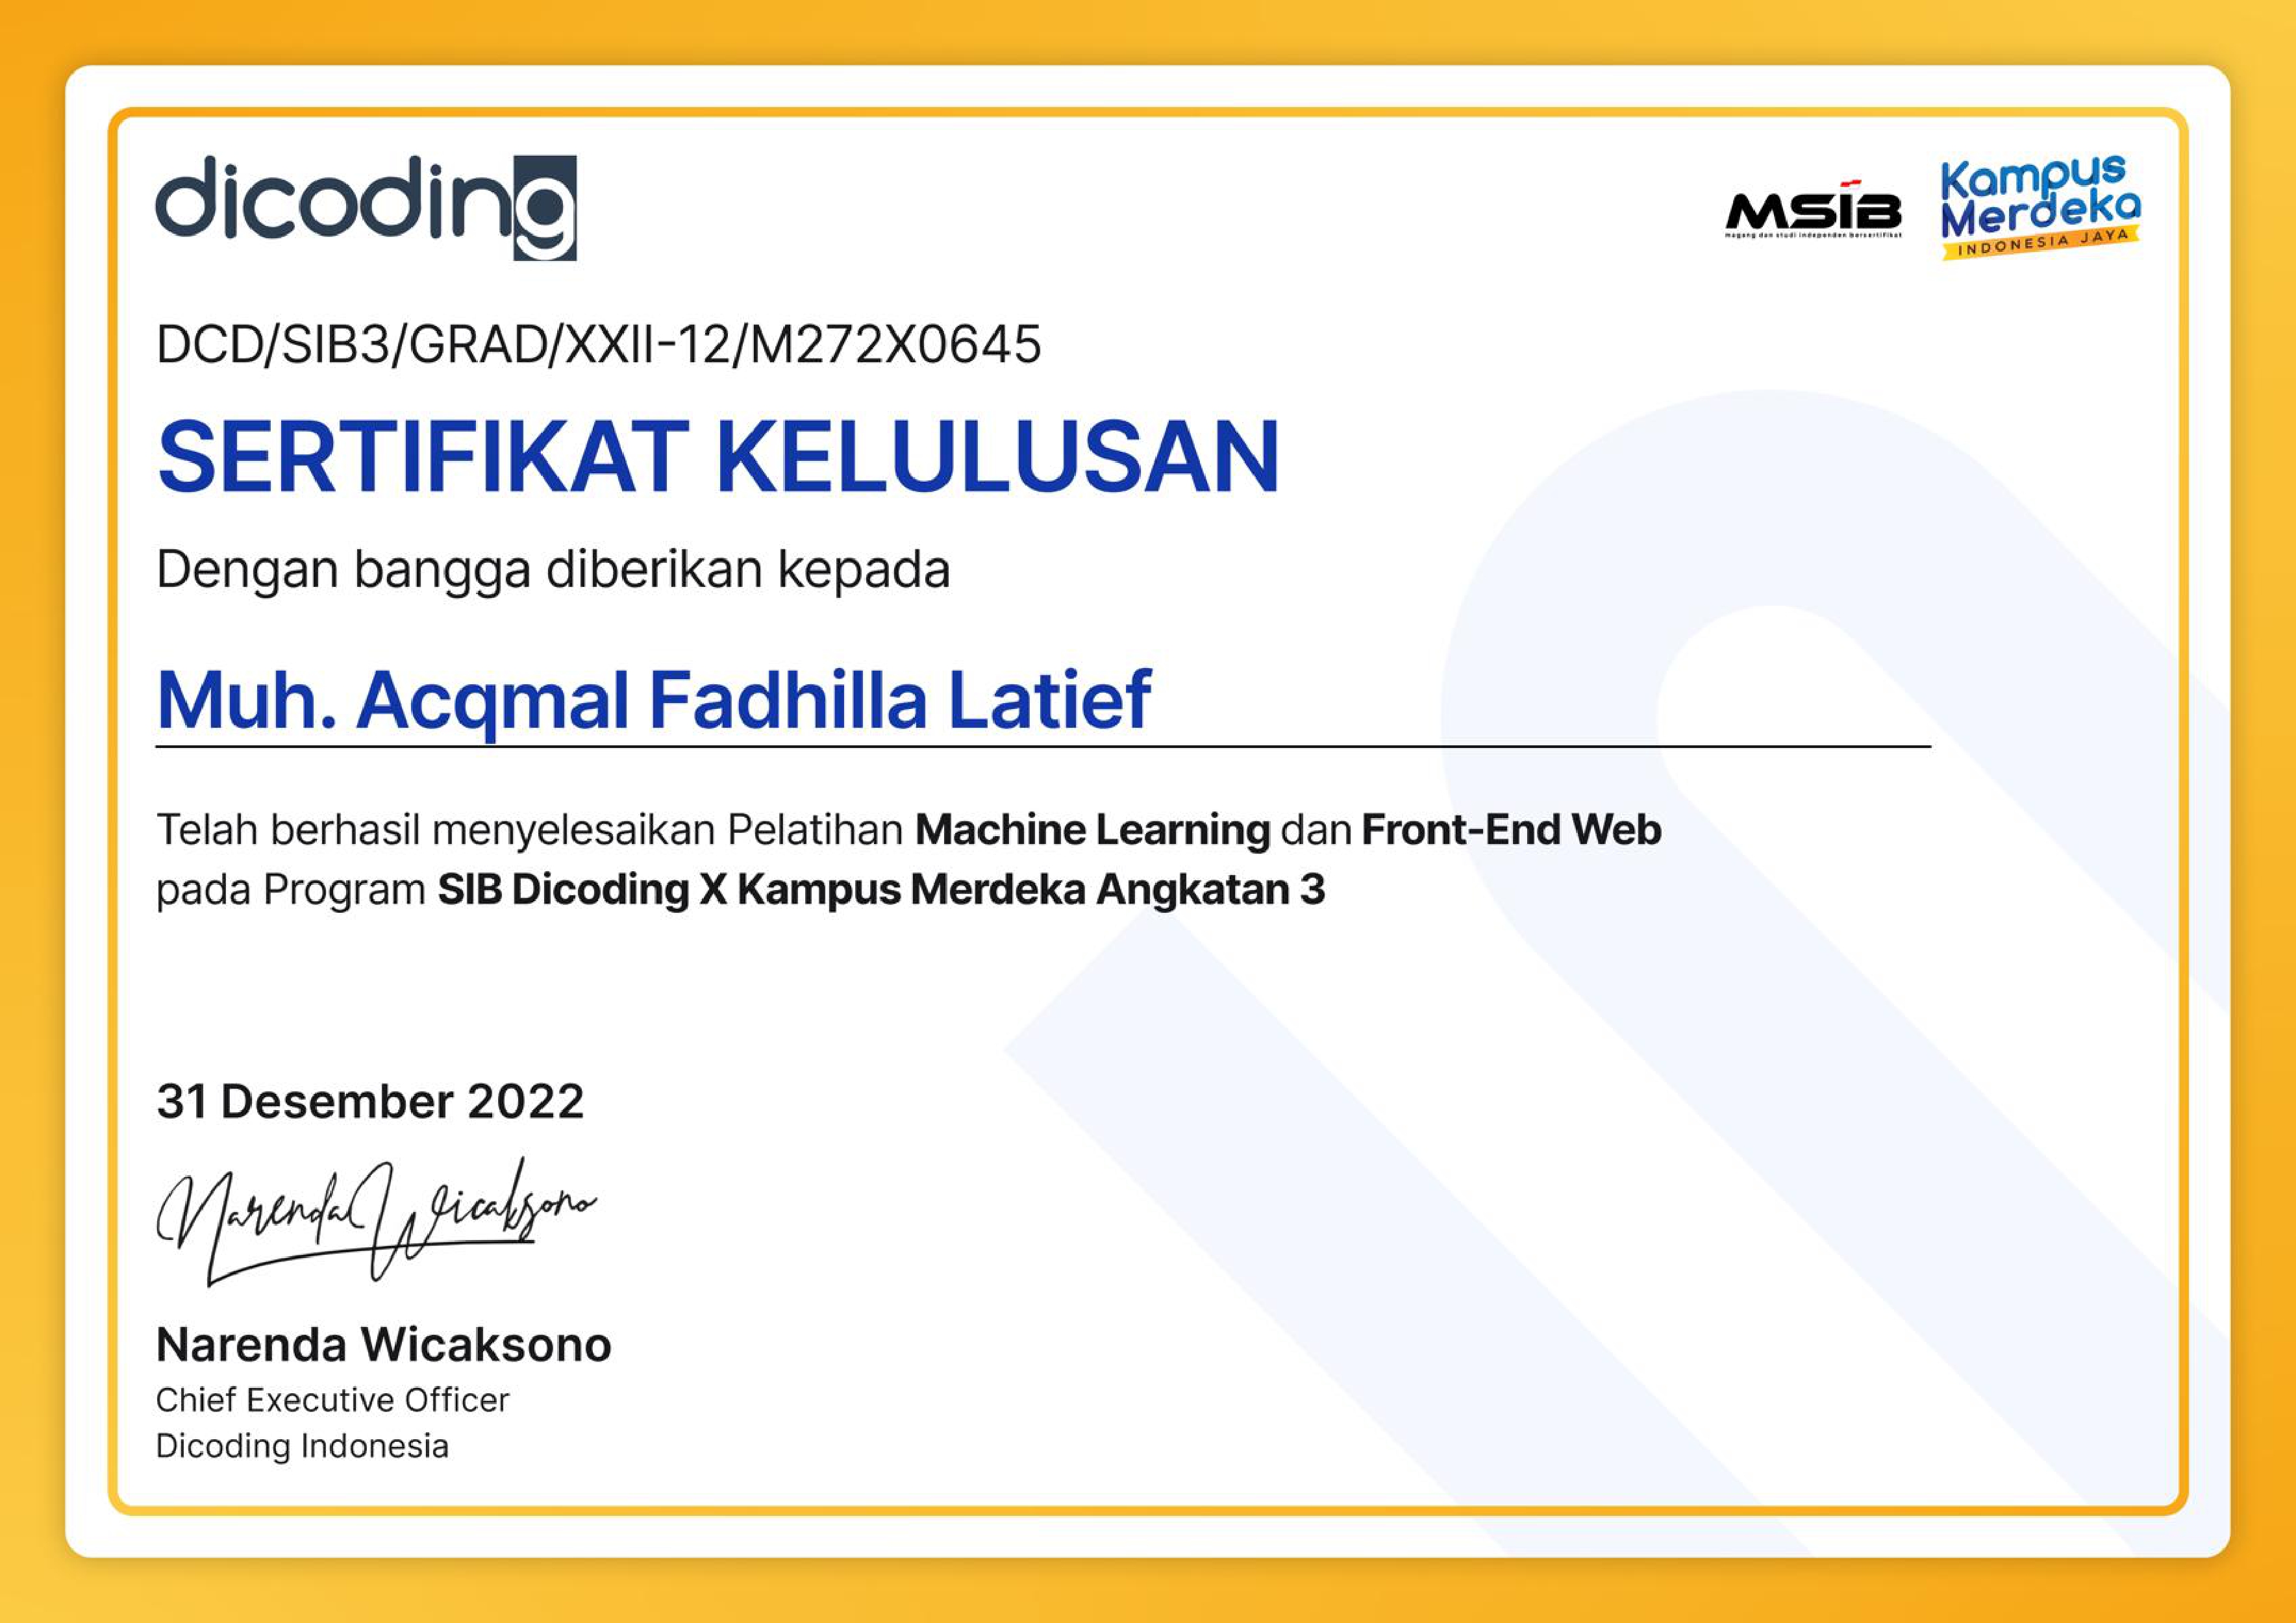 dicoding
MSIB
magang dan studi independen bersertifikat
Kampus
Merdeka
INDONESIA JAYA
DCD/SIB3/GRAD/XXII-12/M272X0645
SERTIFIKAT KELULUSAN
Dengan bangga diberikan kepada
Muh. Acqmal Fadhilla Latief
Telah berhasil menyelesaikan Pelatihan Machine Learning dan Front-End Web
pada Program SIB Dicoding X Kampus Merdeka Angkatan 3
31 Desember 2022
Narenda Wicaksono
Narenda Wicaksono
Chief Executive Officer
Dicoding Indonesia